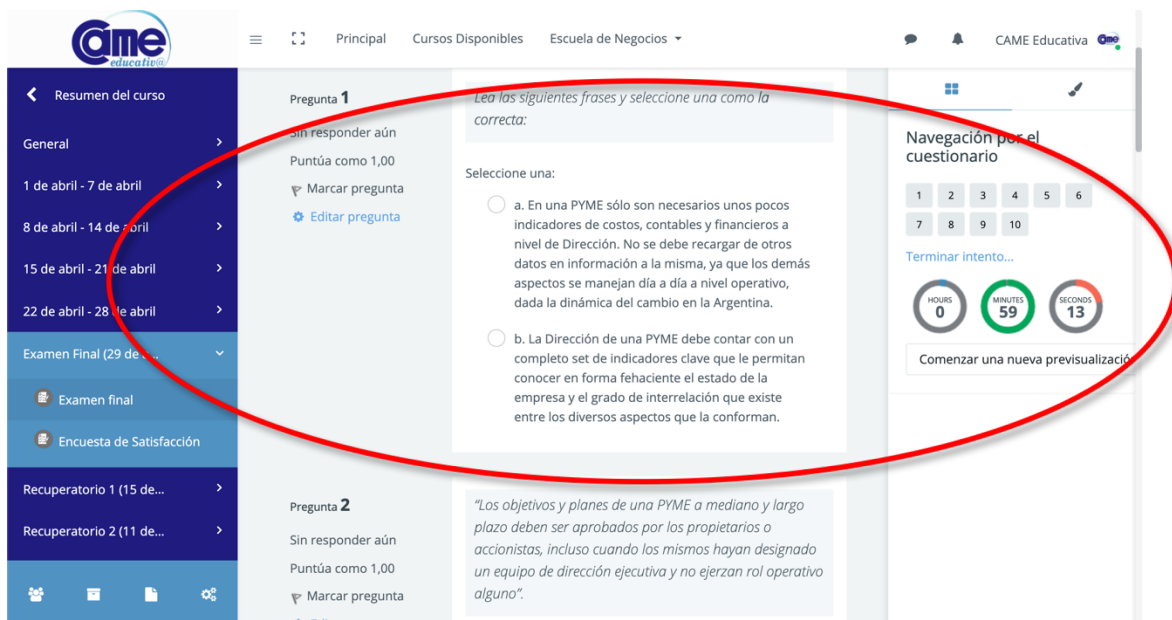 Came
educativ@
Principal
Cursos Disponibles
Escuela de Negocios
CAME Educativa
Came
Resumen del curso
General
1 de abril - 7 de abril
8 de abril - 14 de abril
15 de abril - 21 de abril
22 de abril - 28 de abril
Examen Final (29 de a...
Examen final
Encuesta de Satisfacción
Recuperatorio 1 (15 de...
Recuperatorio 2 (11 de...
Pregunta 1
Sin responder aún
Puntúa como 1,00
Marcar pregunta
Editar pregunta
Lea las siguientes frases y seleccione una como la
correcta:
Seleccione una:
a. En una PYME sólo son necesarios unos pocos
indicadores de costos, contables y financieros a
nivel de Dirección. No se debe recargar de otros
datos en información a la misma, ya que los demás
aspectos se manejan día a día a nivel operativo,
dada la dinámica del cambio en la Argentina.
b. La Dirección de una PYME debe contar con un
completo set de indicadores clave que le permitan
conocer en forma fehaciente el estado de la
empresa y el grado de interrelación que existe
entre los diversos aspectos que la conforman.
Pregunta 2
Sin responder aún
Puntúa como 1,00
Marcar pregunta
“Los objetivos y planes de una PYME a mediano y largo
plazo deben ser aprobados por los propietarios o
accionistas, incluso cuando los mismos hayan designado
un equipo de dirección ejecutiva y no ejerzan rol operativo
alguno”.
Navegación por el
cuestionario
1 2 3 4 5 6
7 8 9 10
Terminar intento...
HOURS
0
MINUTES
59
SECONDS
13
Comenzar una nueva previsualización